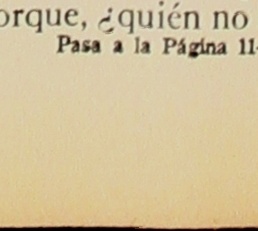 orque, ¿quién no
Pasa a la Página 11-